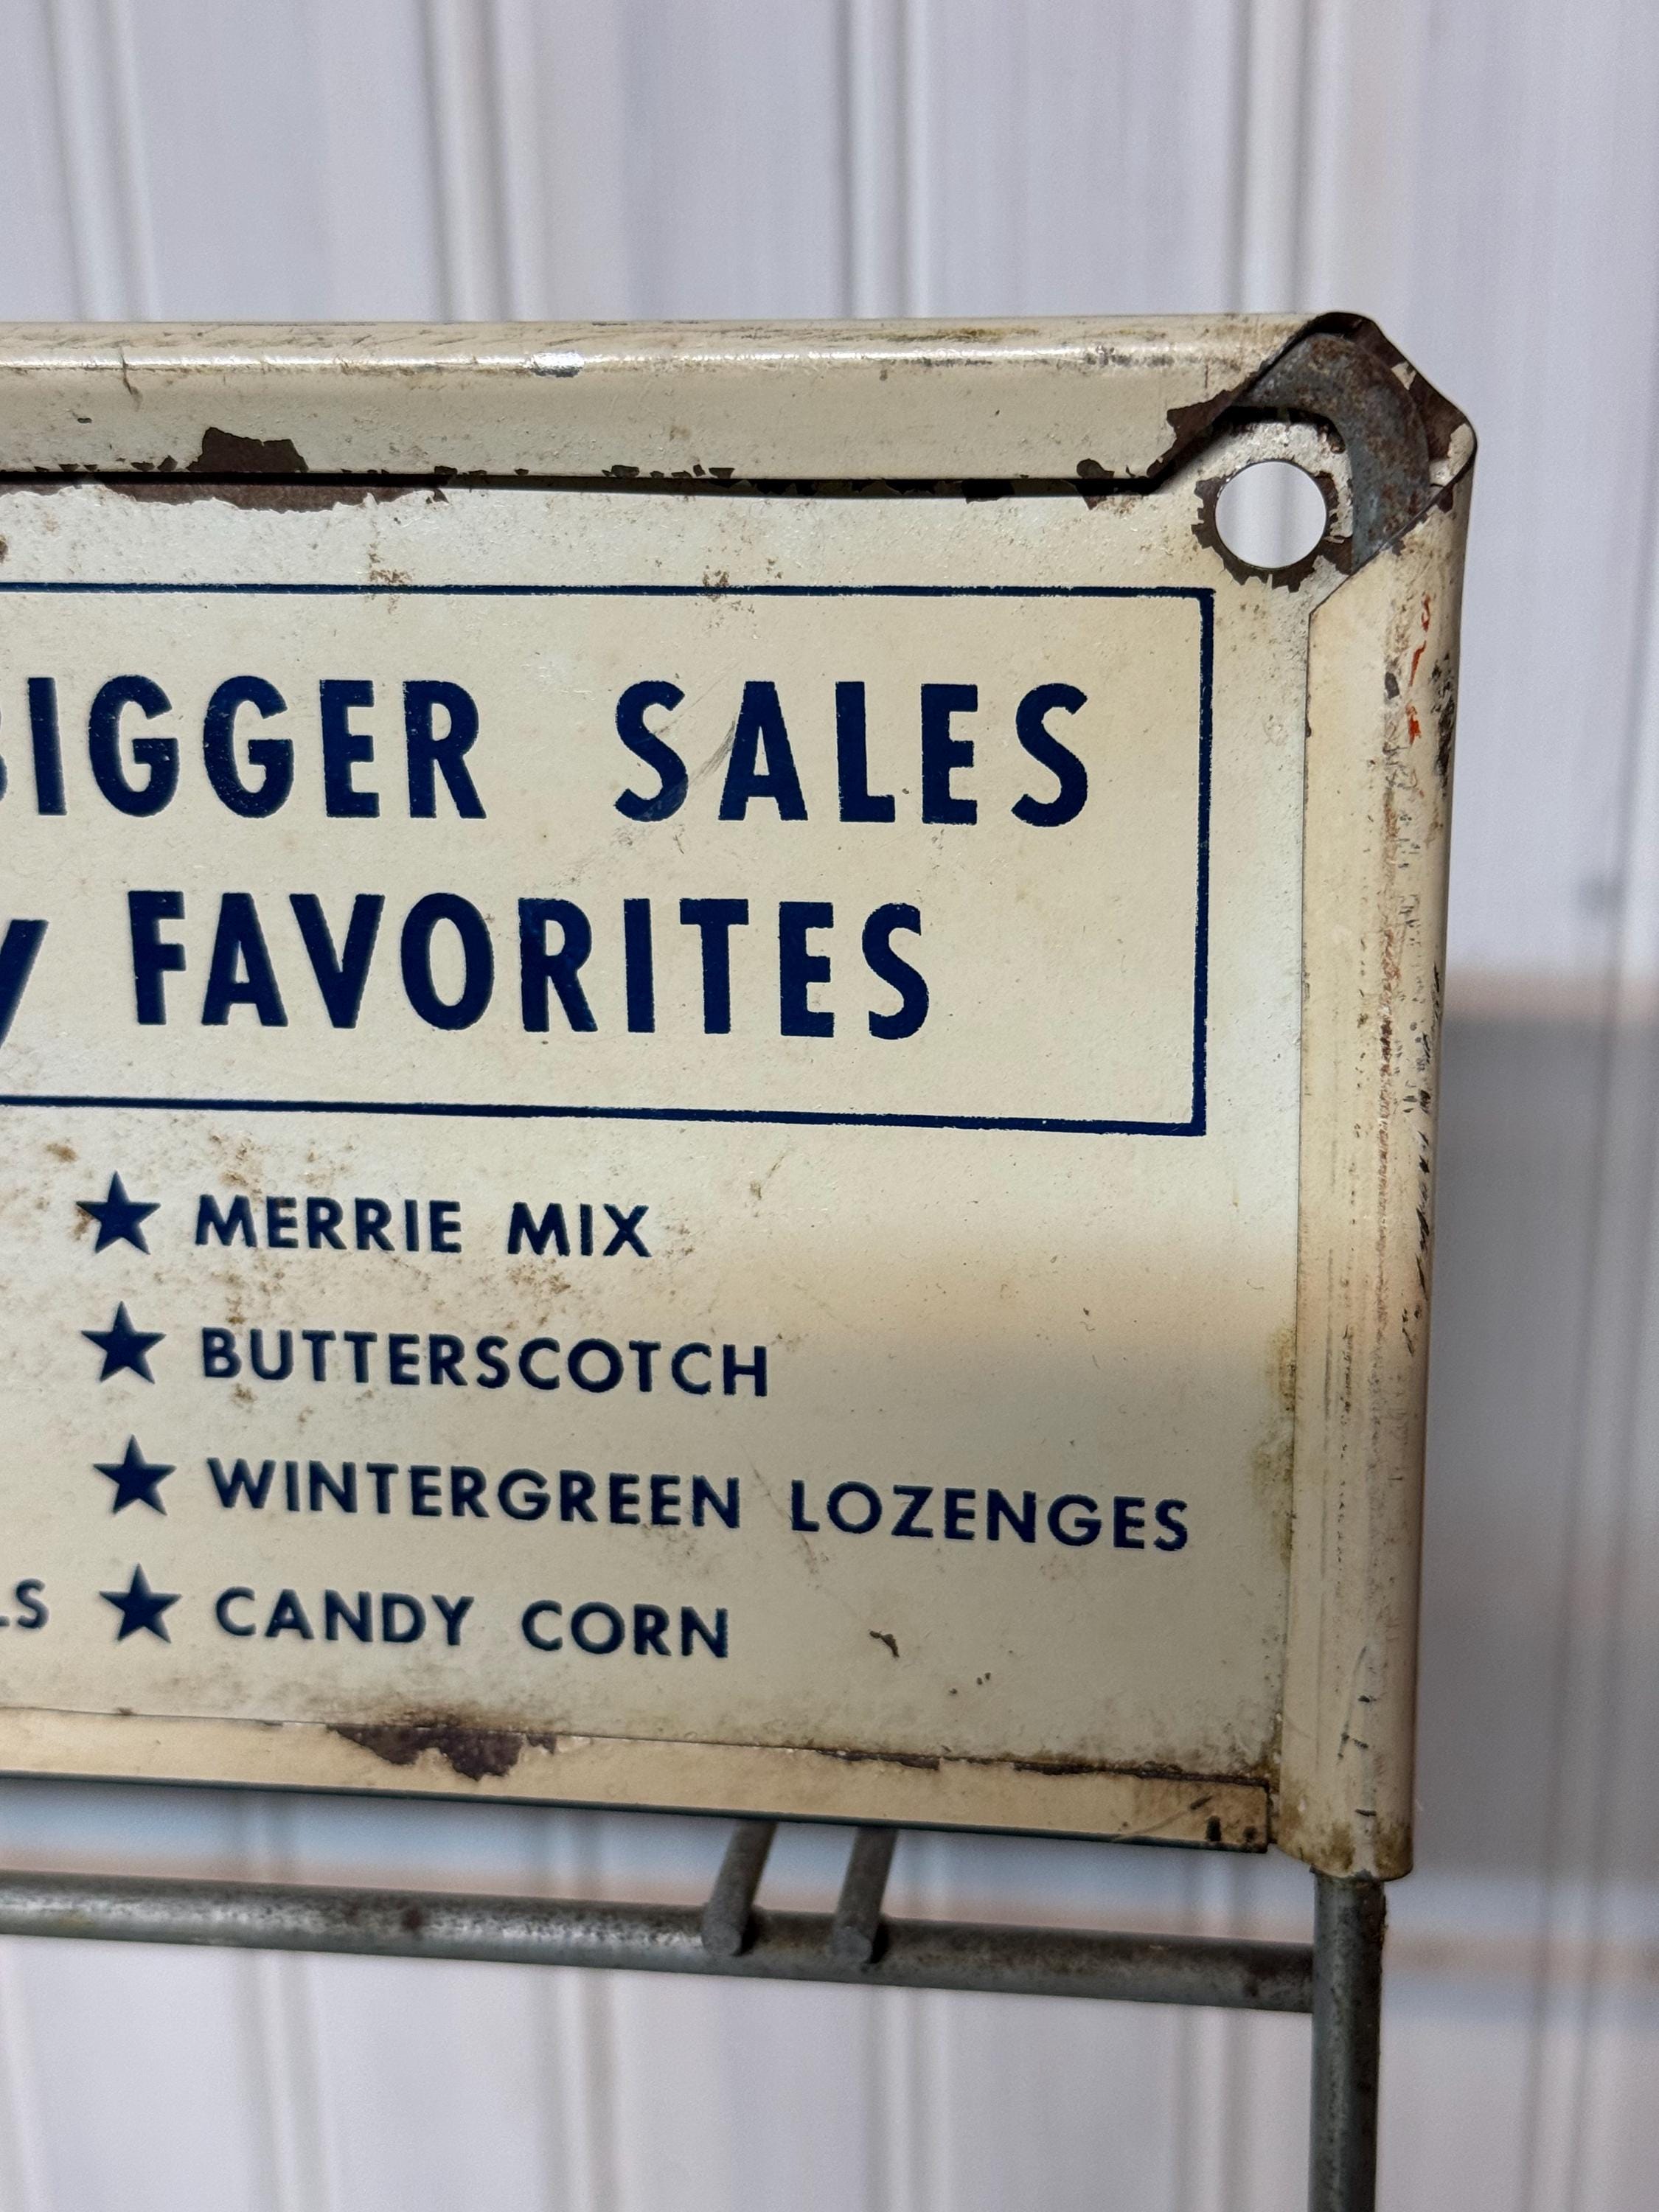 BIGGER SALES
FAVORITES
★ MERRIE MIX
★ BUTTERSCOTCH
★ WINTERGREEN LOZENGES
★ CANDY CORN